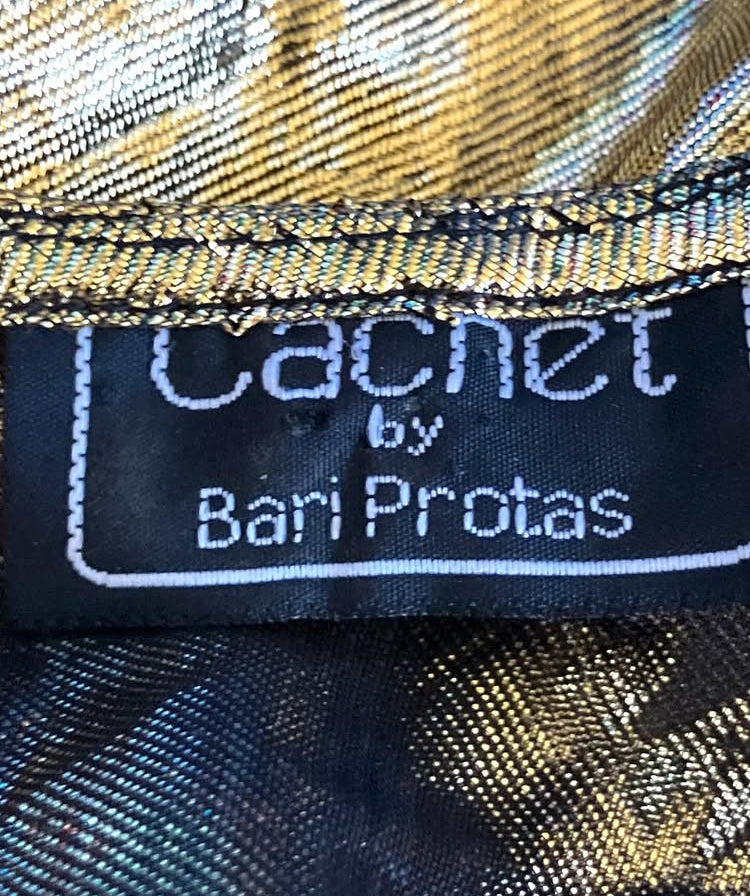 Cachet
by
Bari Protas